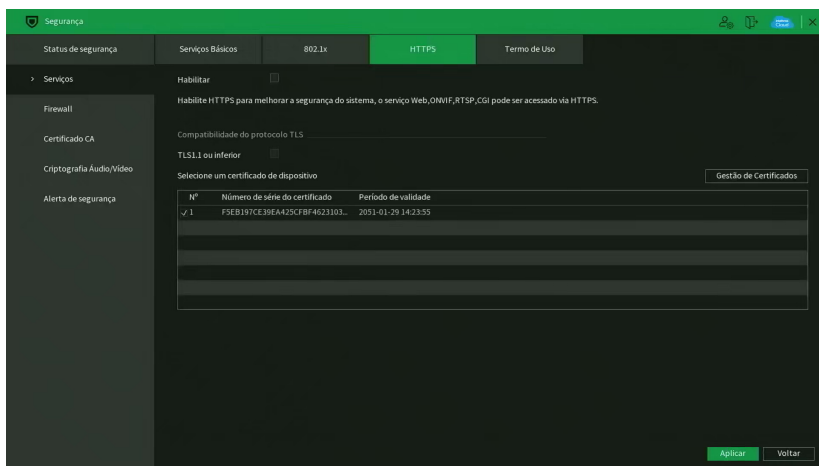 Segurança
Cloud
Status de segurança
Serviços Básicos
802.1x
HTTPS
Termo de Uso
> Serviços
Firewall
Certificado CA
Criptografia Áudio/Vídeo
Alerta de segurança
Habilitar
Habilite HTTPS para melhorar a segurança do sistema, o serviço Web,ONVIF,RTSP,CGI pode ser acessado via HTTPS.
Compatibilidade do protocolo TLS
TLS1.1 ou inferior
Selecione um certificado de dispositivo
Gestão de Certificados
Nº Número de série do certificado Período de validade
1 F5EB197CE39EA425CFBF4623103... 2051-01-29 14:23:55
Aplicar
Voltar